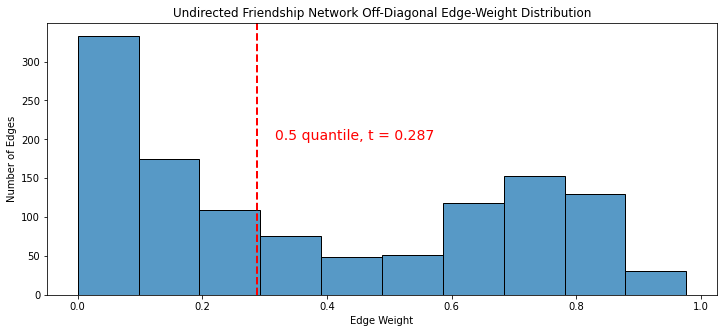 Undirected Friendship Network Off-Diagonal Edge-Weight Distribution
300
250
200
150
100
50
0
Number of Edges
0.5 quantile, t = 0.287
0.0 0.2 0.4 0.6 0.8 1.0
Edge Weight